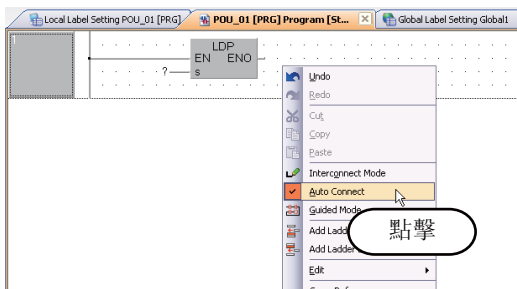 Local Label Setting POU_01 [PRG]
POU_01 [PRG] Program [St...
Global Label Setting Global1
1
LDP
EN ENO
? s
Undo
Redo
Cut
Copy
Paste
Interconnect Mode
Auto Connect
Guided Mode
Add Ladd
Add Ladder
點擊
Edit